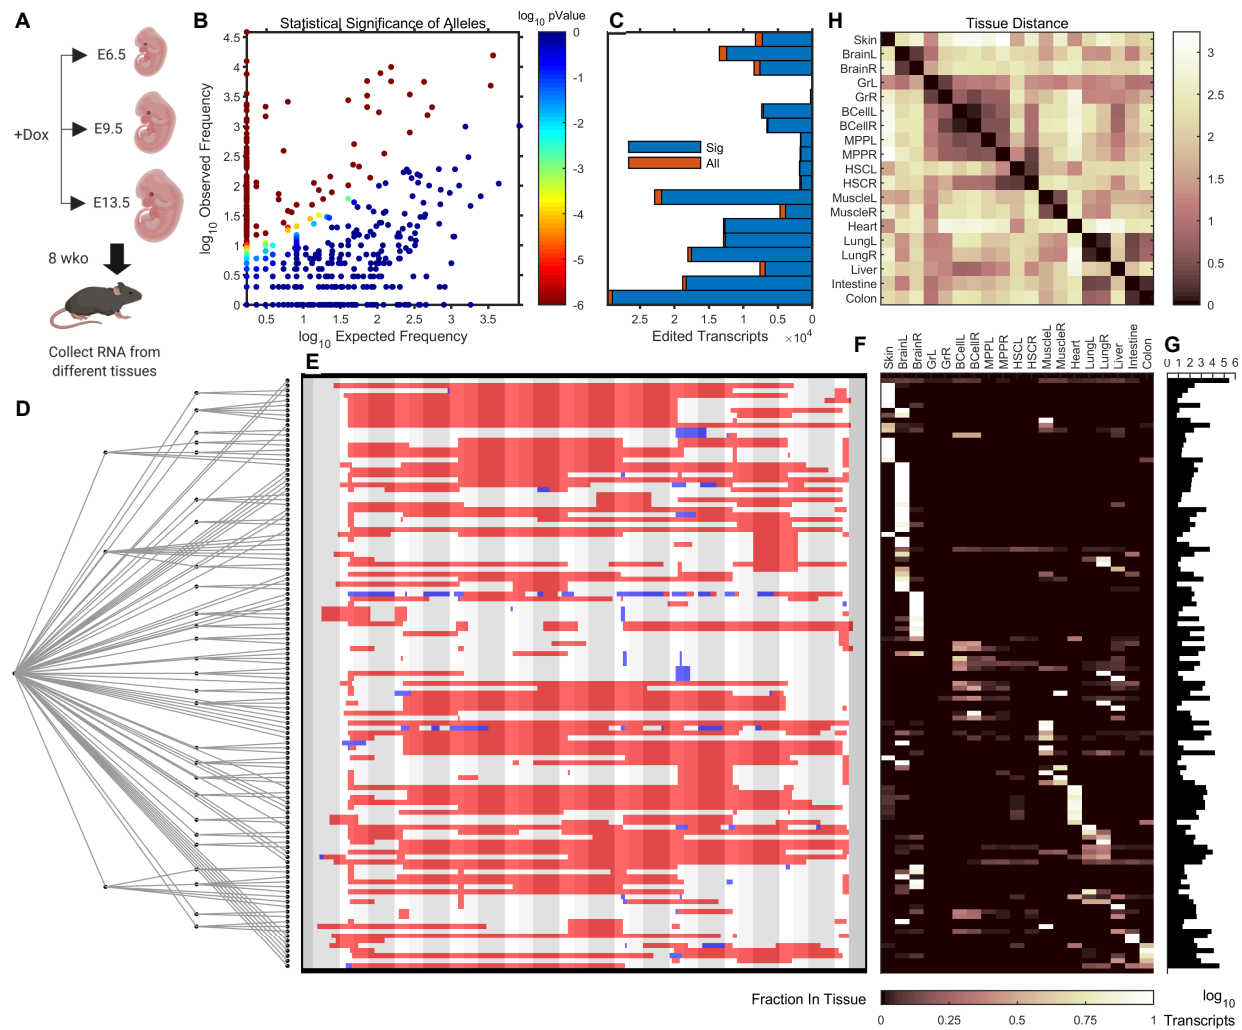 A
+Dox
E6.5
E9.5
E13.5
8 wko
Collect RNA from
different tissues
B
Statistical Significance of Alleles
log10 Observed Frequency
4.5
4
3.5
3
2.5
2
1.5
1
0.5
0
0.5
1
1.5
2
2.5
3
3.5
log10 Expected Frequency
log10 pValue
0
-1
-2
-3
-4
-5
-6
C
Sig
All
2.5
2
1.5
1
0.5
0
Edited Transcripts
×10^4
H
Tissue Distance
Skin
BrainL
BrainR
GrL
GrR
BCellL
BCellR
MPPL
MPPR
HSCL
HSCR
MuscleL
MuscleR
Heart
LungL
LungR
Liver
Intestine
Colon
3
2.5
2
1.5
1
0.5
0
D
E
F
Skin
BrainL
BrainR
GrL
GrR
BCellL
BCellR
MPPL
MPPR
HSCL
HSCR
MuscleL
MuscleR
Heart
LungL
LungR
Liver
Intestine
Colon
G
0 1 2 3 4 5 6
Fraction In Tissue
0
0.25
0.5
0.75
1
log10
Transcripts